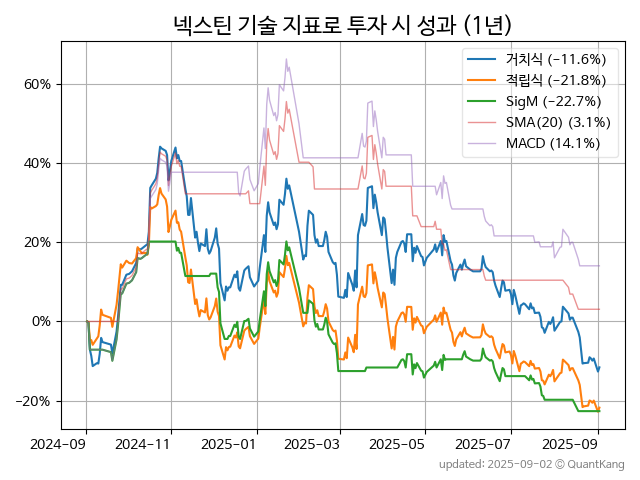 넥스틴 기술 지표로 투자 시 성과 (1년)
거치식 (−11.6%)
적립식 (−21.8%)
SigM (−22.7%)
SMA(20) (3.1%)
MACD (14.1%)
60%
40%
20%
0%
−20%
2024-09 2024-11 2025-01 2025-03 2025-05 2025-07 2025-09
updated: 2025-09-02 © QuantKang